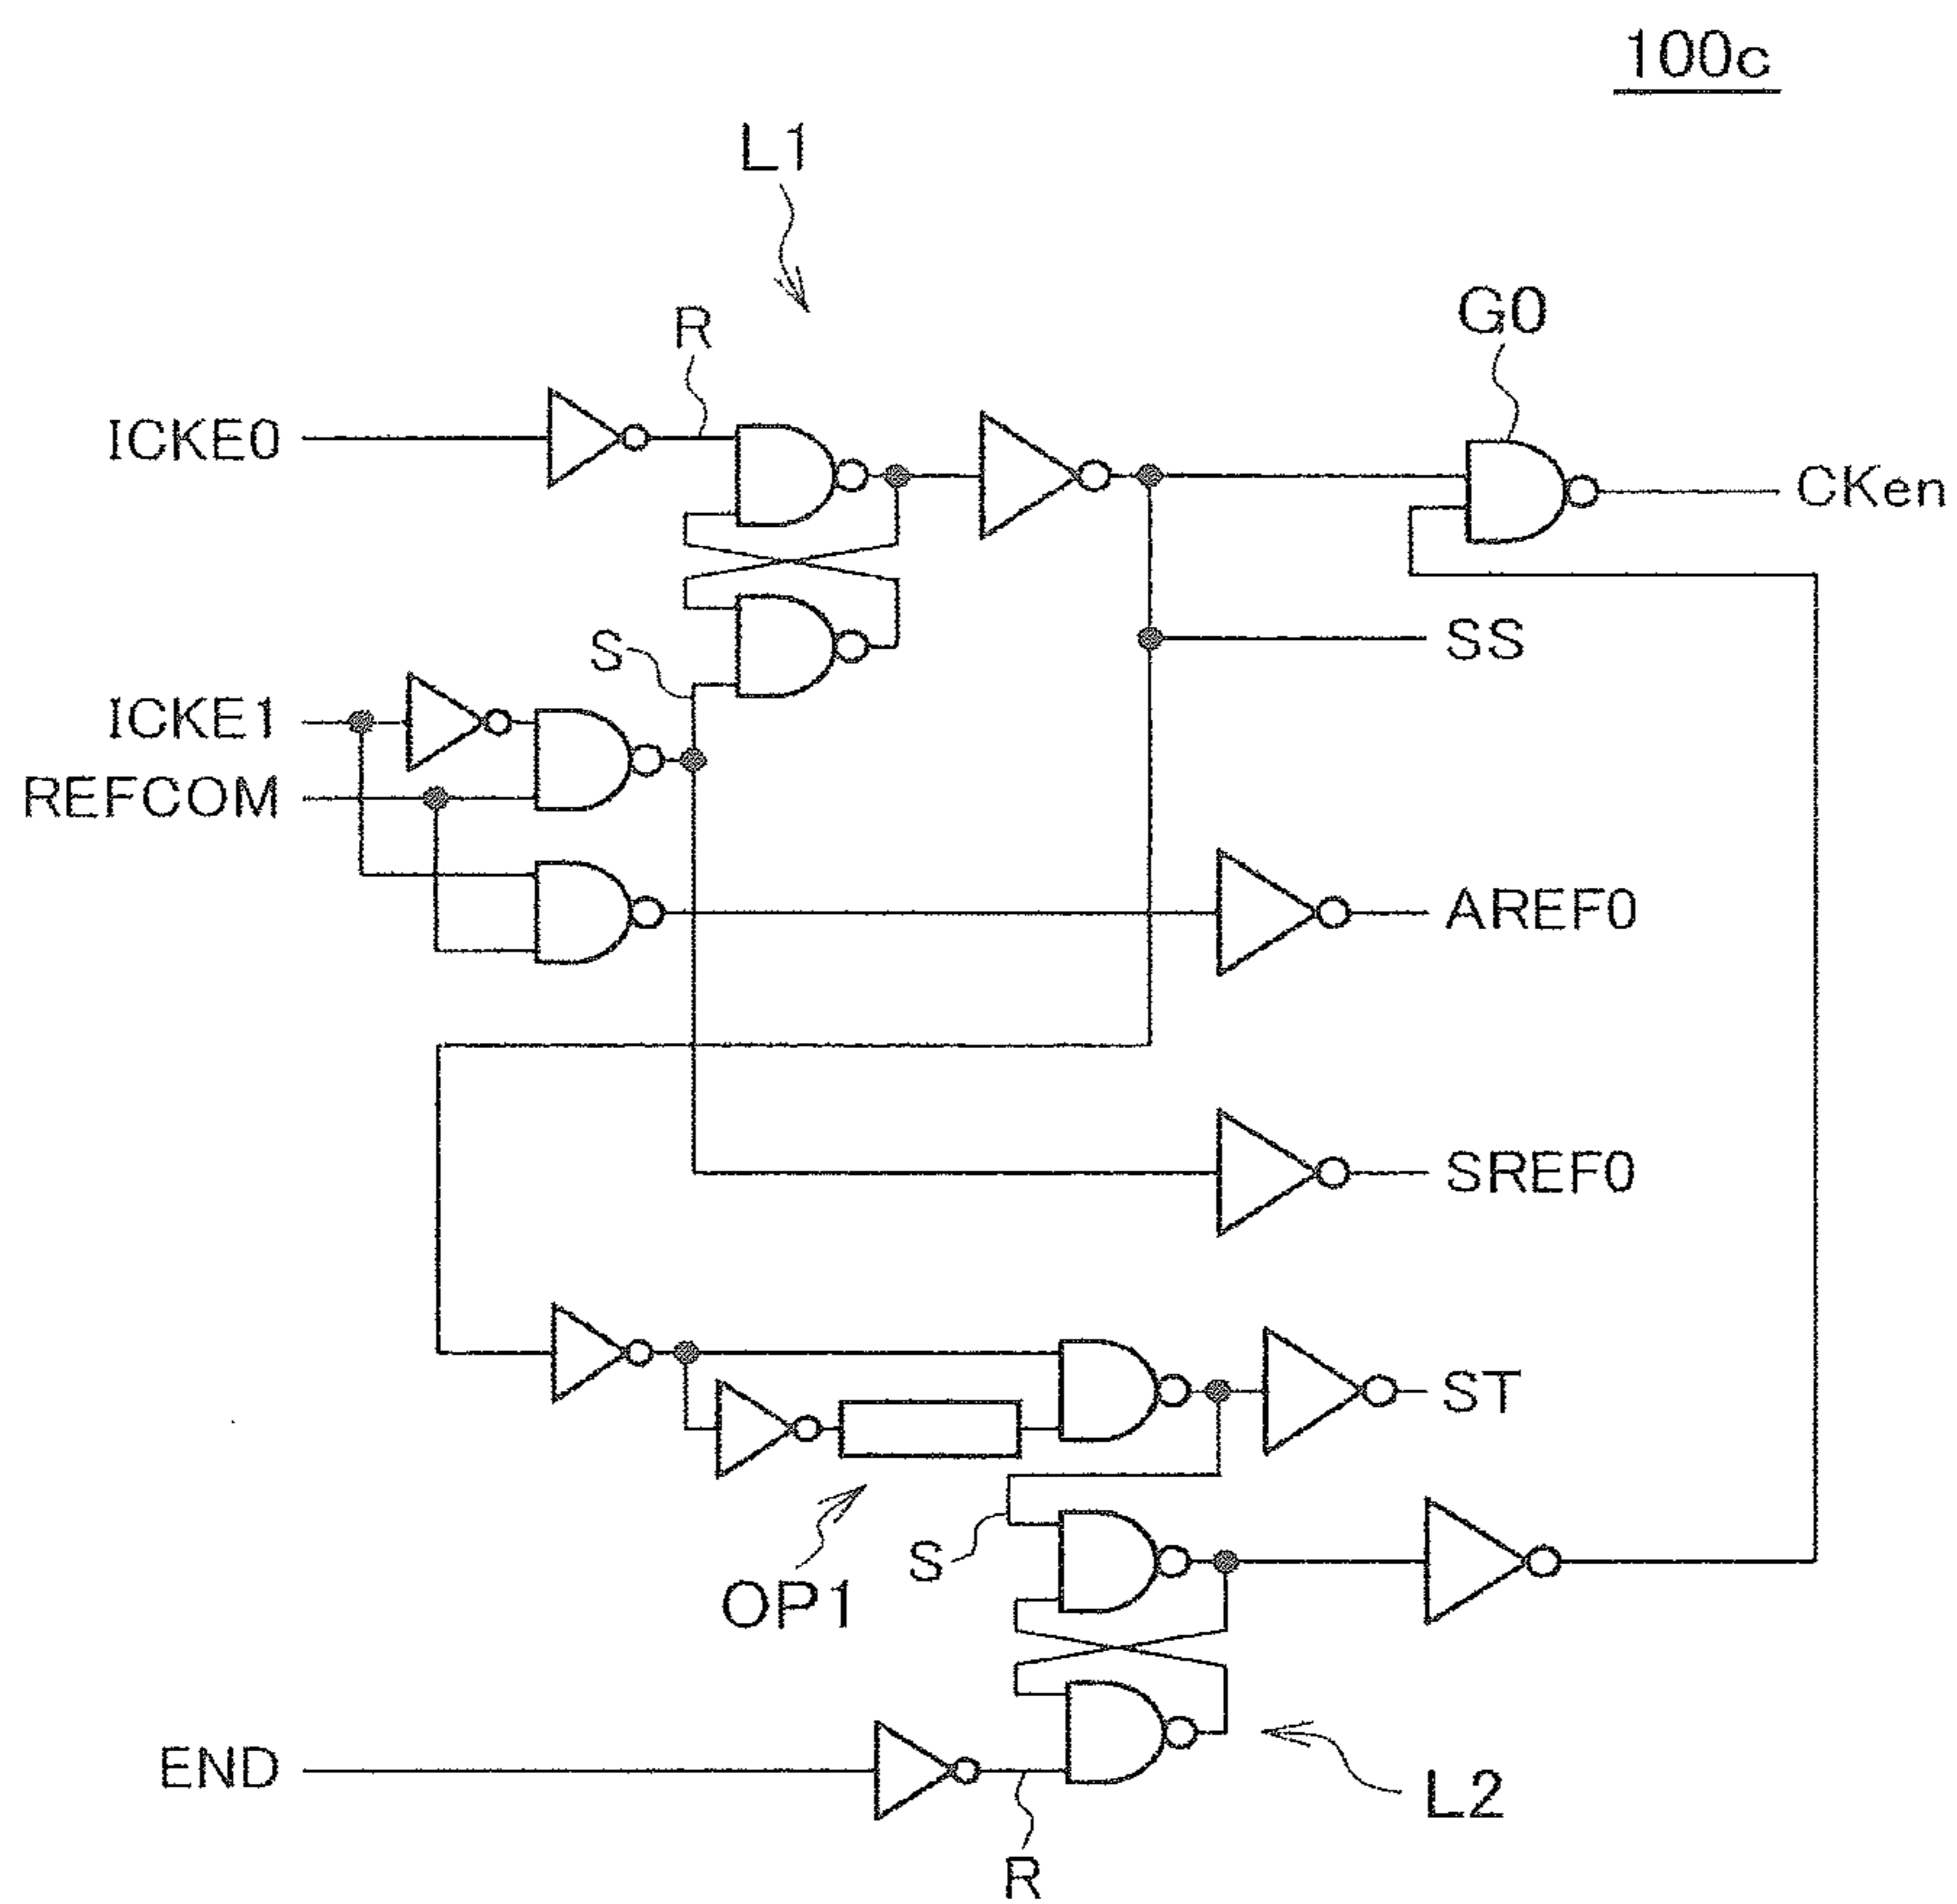 100c
L1
R
G0
ICKE0
CKen
S
SS
ICKE1
REFCOM
AREF0
SREF0
ST
S
OP1
END
L2
R